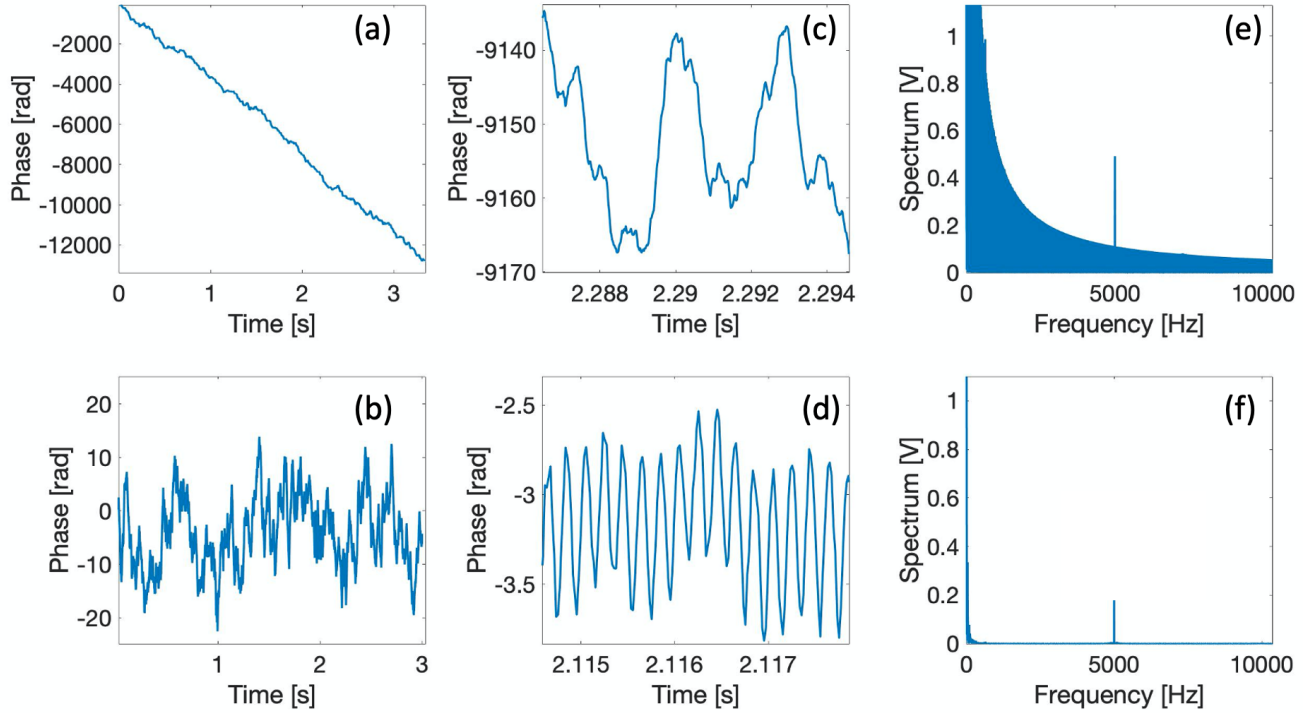 (a)
Phase [rad]
-2000
-4000
-6000
-8000
-10000
-12000
0 1 2 3
Time [s]
(c)
Phase [rad]
-9140
-9150
-9160
-9170
2.288 2.29 2.292 2.294
Time [s]
(e)
Spectrum [V]
1
0.8
0.6
0.4
0.2
0
0 5000 10000
Frequency [Hz]
(b)
Phase [rad]
20
10
0
-10
-20
1 2 3
Time [s]
(d)
Phase [rad]
-2.5
-3
-3.5
2.115 2.116 2.117
Time [s]
(f)
Spectrum [V]
1
0.8
0.6
0.4
0.2
0
0 5000 10000
Frequency [Hz]